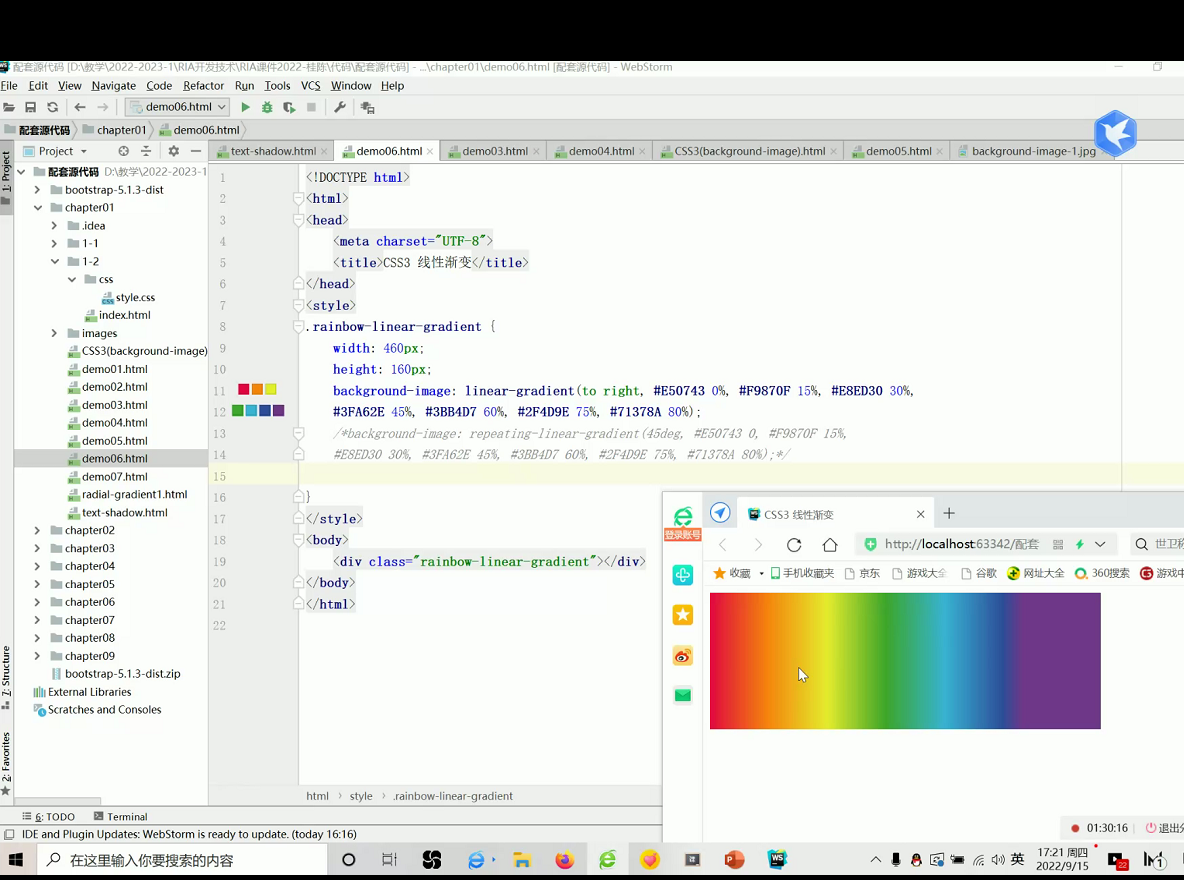 配套源代码 [D:\教学\2022-2023-1\RIA开发技术\RIA课件2022-桂陈\代码\配套源代码] - ...\chapter01\demo06.html [配套源代码] - WebStorm
File Edit View Navigate Code Refactor Run Tools VCS Window Help
demo06.html
配套源代码 chapter01 demo06.html
Project
text-shadow.html demo06.html demo03.html demo04.html CSS3(background-image).html demo05.html background-image-1.jpg
1: Project
配套源代码 D:\教学\2022-2023-1
bootstrap-5.1.3-dist
chapter01
.idea
1-1
1-2
css
style.css
index.html
images
CSS3(background-image)
demo01.html
demo02.html
demo03.html
demo04.html
demo05.html
demo06.html
demo07.html
radial-gradient1.html
text-shadow.html
chapter02
chapter03
chapter04
chapter05
chapter06
chapter07
chapter08
chapter09
bootstrap-5.1.3-dist.zip
External Libraries
Scratches and Consoles
7: Structure
2: Favorites
1 <!DOCTYPE html>
2 <html>
3 <head>
4 <meta charset="UTF-8">
5 <title>CSS3 线性渐变</title>
6 </head>
7 <style>
8 .rainbow-linear-gradient {
9 width: 460px;
10 height: 160px;
11 background-image: linear-gradient(to right, #E50743 0%, #F9870F 15%, #E8ED30 30%,
12 #3FA62E 45%, #3BB4D7 60%, #2F4D9E 75%, #71378A 80%);
13 /*background-image: repeating-linear-gradient(45deg, #E50743 0, #F9870F 15%,
14 #E8ED30 30%, #3FA62E 45%, #3BB4D7 60%, #2F4D9E 75%, #71378A 80%);*/
15
16 }
17 </style>
18 <body>
19 <div class="rainbow-linear-gradient"></div>
20 </body>
21 </html>
22
html › style › .rainbow-linear-gradient
登录账号
CSS3 线性渐变
http://localhost:63342/配套
世卫称
收藏 手机收藏夹 京东 游戏大全 谷歌 网址大全 360搜索 游戏中
01:30:16 退出
6: TODO Terminal
IDE and Plugin Updates: WebStorm is ready to update. (today 16:16)
在这里输入你要搜索的内容
英
17:21 周四
2022/9/15
22